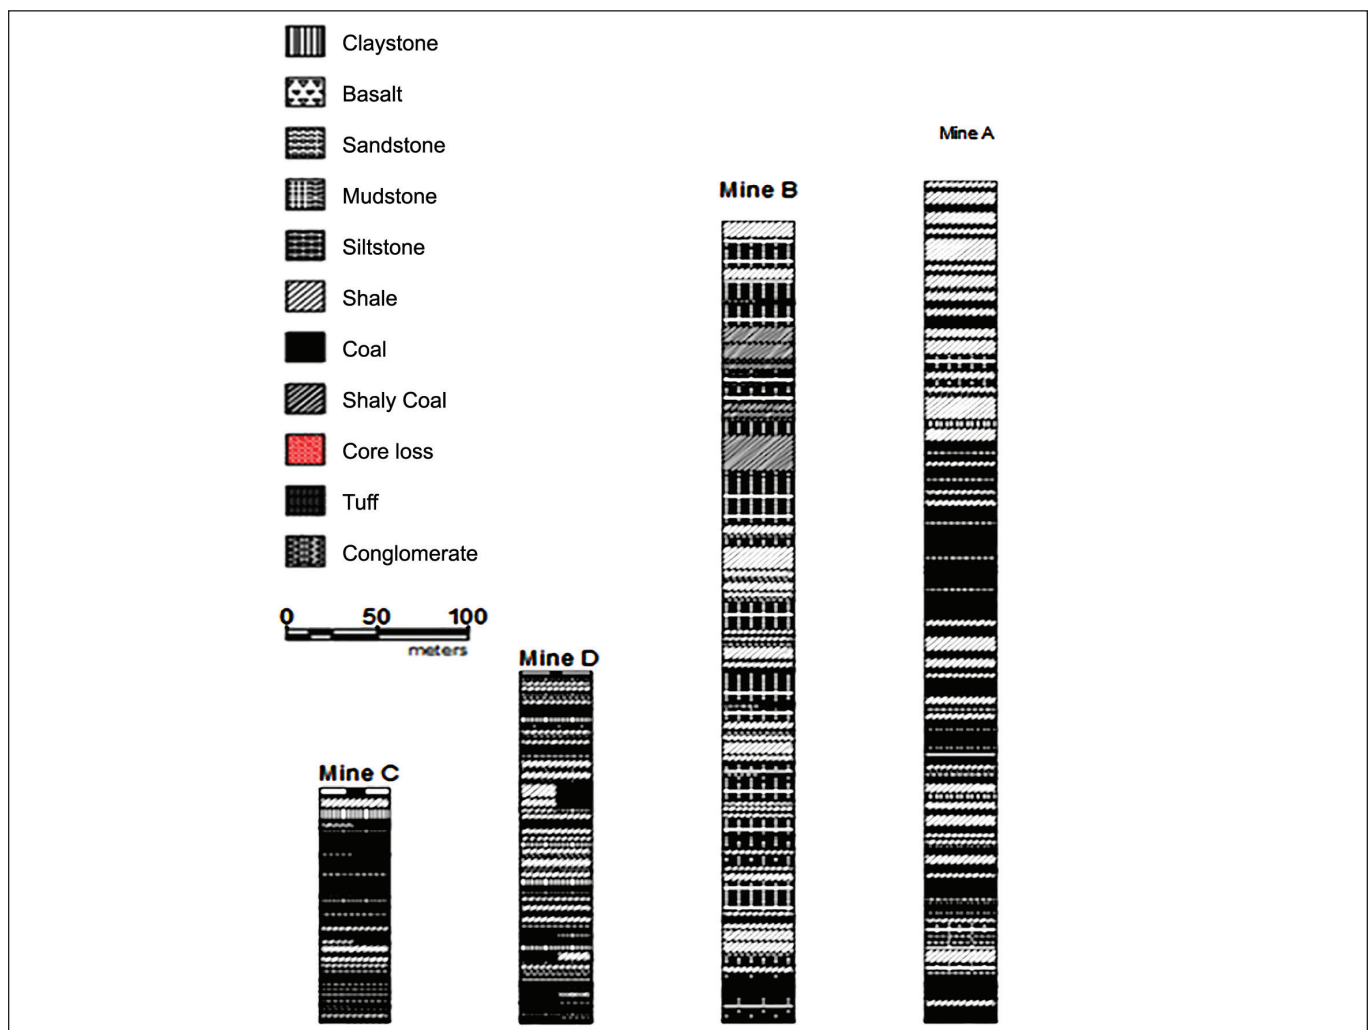 Claystone
Basalt
Sandstone
Mudstone
Siltstone
Shale
Coal
Shaly Coal
Core loss
Tuff
Conglomerate
0 50 100
meters
Mine C
Mine D
Mine B
Mine A